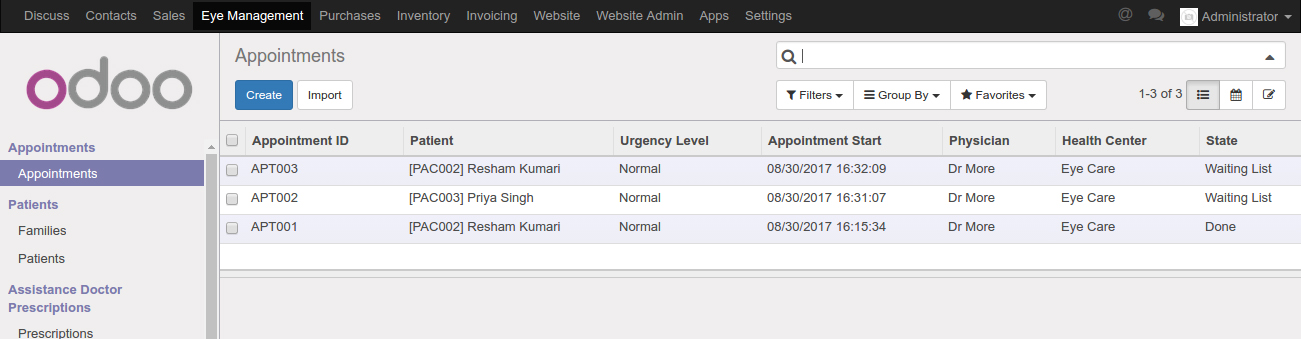 Discuss Contacts Sales Eye Management Purchases Inventory Invoicing Website Website Admin Apps Settings @ Administrator
odoo
Appointments
Create Import Filters Group By Favorites 1-3 of 3
Appointments
Appointments
Patients
Families
Patients
Assistance Doctor
Prescriptions
Prescriptions
Appointment ID Patient Urgency Level Appointment Start Physician Health Center State
APT003 [PAC002] Resham Kumari Normal 08/30/2017 16:32:09 Dr More Eye Care Waiting List
APT002 [PAC003] Priya Singh Normal 08/30/2017 16:31:07 Dr More Eye Care Waiting List
APT001 [PAC002] Resham Kumari Normal 08/30/2017 16:15:34 Dr More Eye Care Done